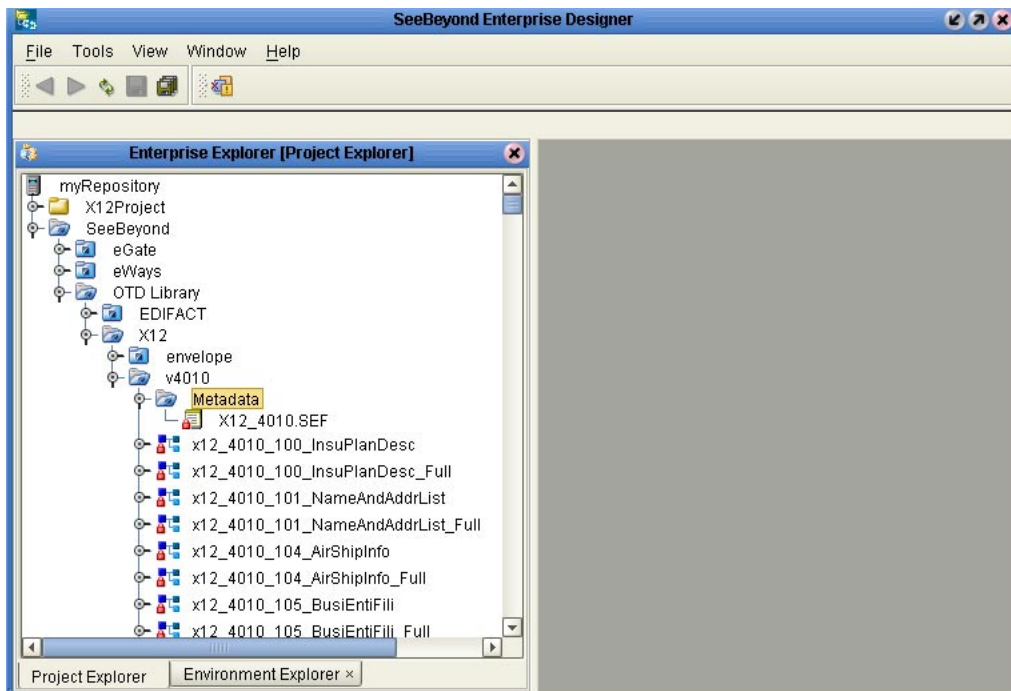 SeeBeyond Enterprise Designer
File Tools View Window Help
Enterprise Explorer [Project Explorer]
myRepository
X12Project
SeeBeyond
eGate
eWays
OTD Library
EDIFACT
X12
envelope
v4010
Metadata
X12_4010.SEF
x12_4010_100_InsuPlanDesc
x12_4010_100_InsuPlanDesc_Full
x12_4010_101_NameAndAddrList
x12_4010_101_NameAndAddrList_Full
x12_4010_104_AirShipInfo
x12_4010_104_AirShipInfo_Full
x12_4010_105_BusiEntiFili
x12_4010_105_BusiEntiFili_Full
Project Explorer Environment Explorer ×